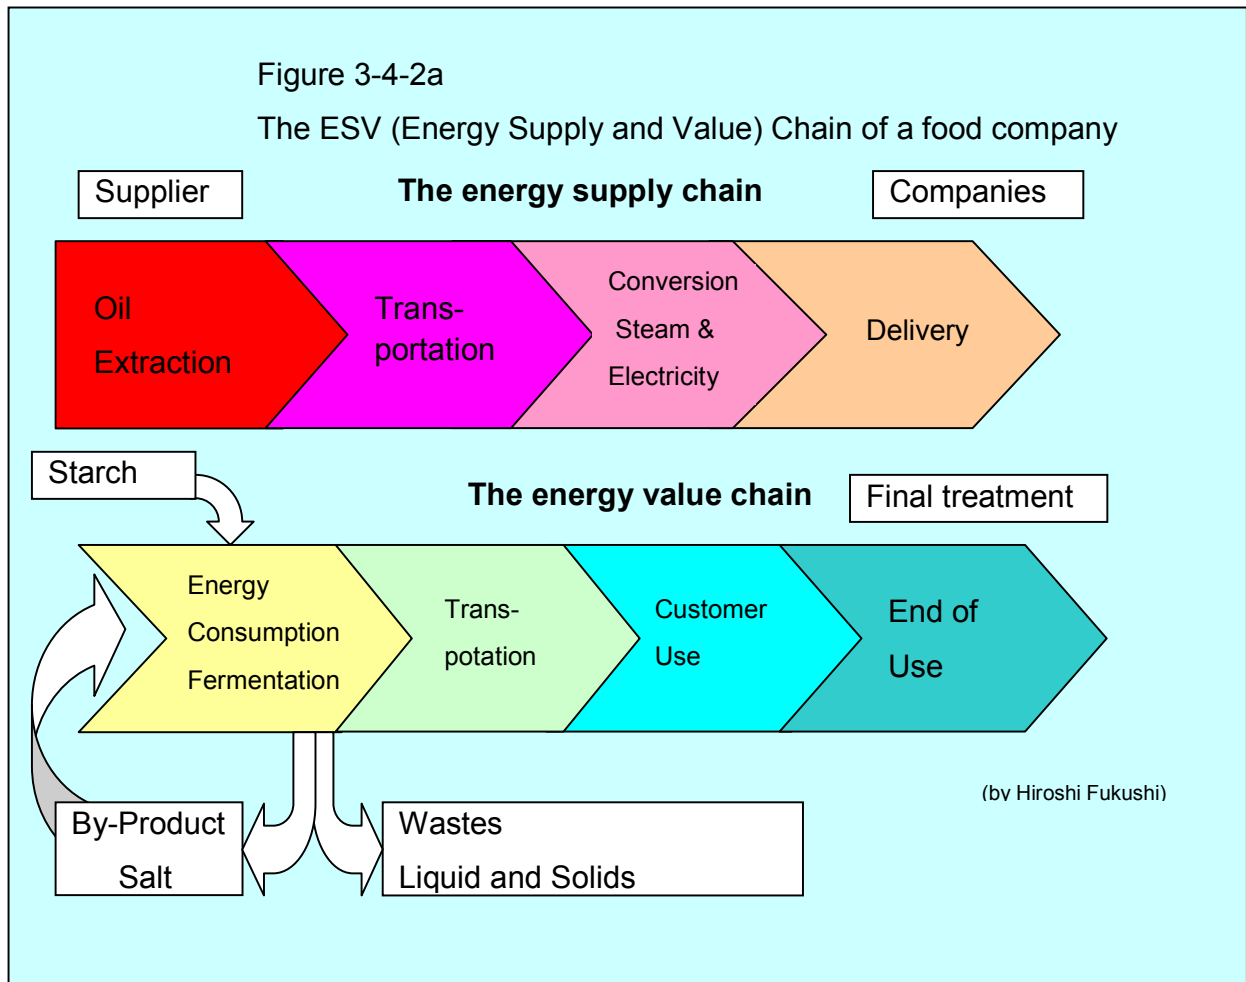 Figure 3-4-2a
The ESV (Energy Supply and Value) Chain of a food company
Supplier
The energy supply chain
Companies
Oil
Extraction
Trans-
portation
Conversion
Steam &
Electricity
Delivery
Starch
The energy value chain
Final treatment
Energy
Consumption
Fermentation
Trans-
potation
Customer
Use
End of
Use
(by Hiroshi Fukushi)
By-Product
Salt
Wastes
Liquid and Solids